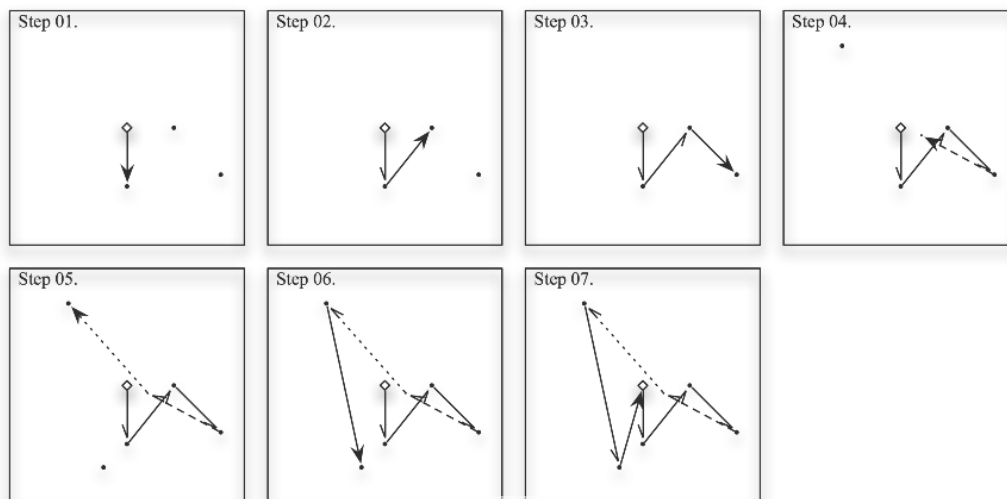 Step 01.
Step 02.
Step 03.
Step 04.
Step 05.
Step 06.
Step 07.